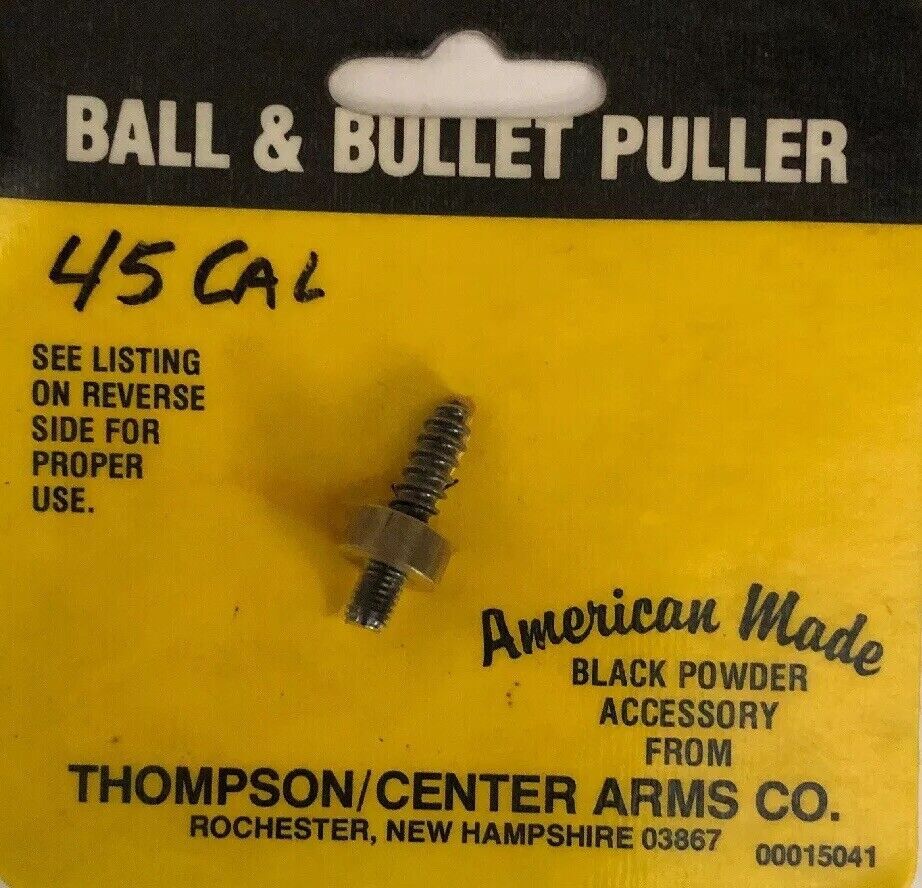 BALL & BULLET PULLER
45 CAL
SEE LISTING
ON REVERSE
SIDE FOR
PROPER
USE.
American Made
BLACK POWDER
ACCESSORY
FROM
THOMPSON/CENTER ARMS CO.
ROCHESTER, NEW HAMPSHIRE 03867 00015041